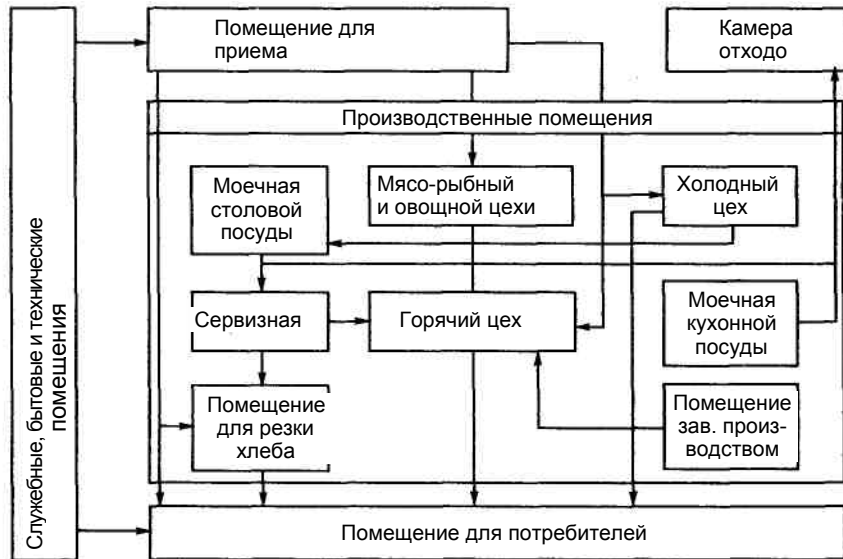 Помещение для
приема
Камера
отходо
Производственные помещения
Моечная
столовой
посуды
Мясо-рыбный
и овощной цехи
Холодный
цех
Сервизная
Горячий цех
Моечная
кухонной
посуды
Помещение
для резки
хлеба
Помещение
зав. произ-
водством
Помещение для потребителей
Служебные, бытовые и технические
помещения